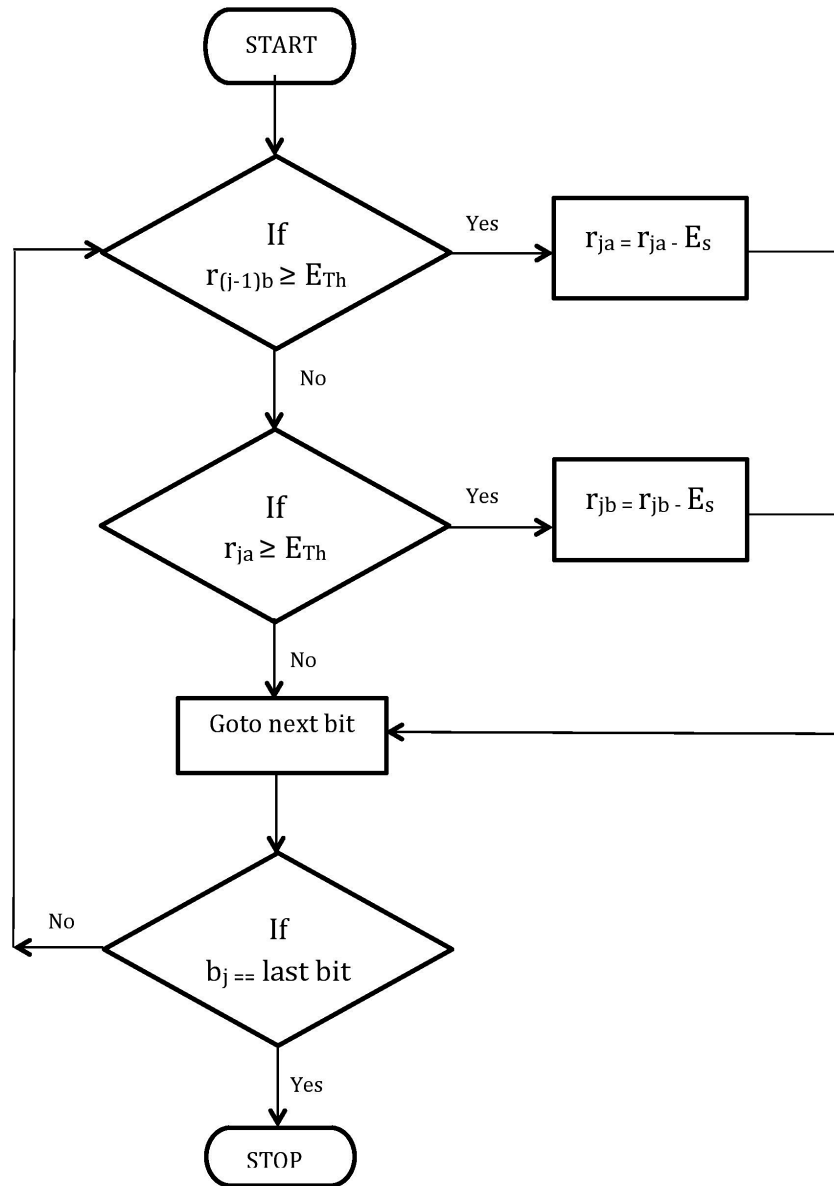 START
If
r(j-1)b ≥ ETh
Yes
rja = rja - Es
No
If
rja ≥ ETh
Yes
rjb = rjb - Es
No
Goto next bit
If
bj == last bit
No
Yes
STOP